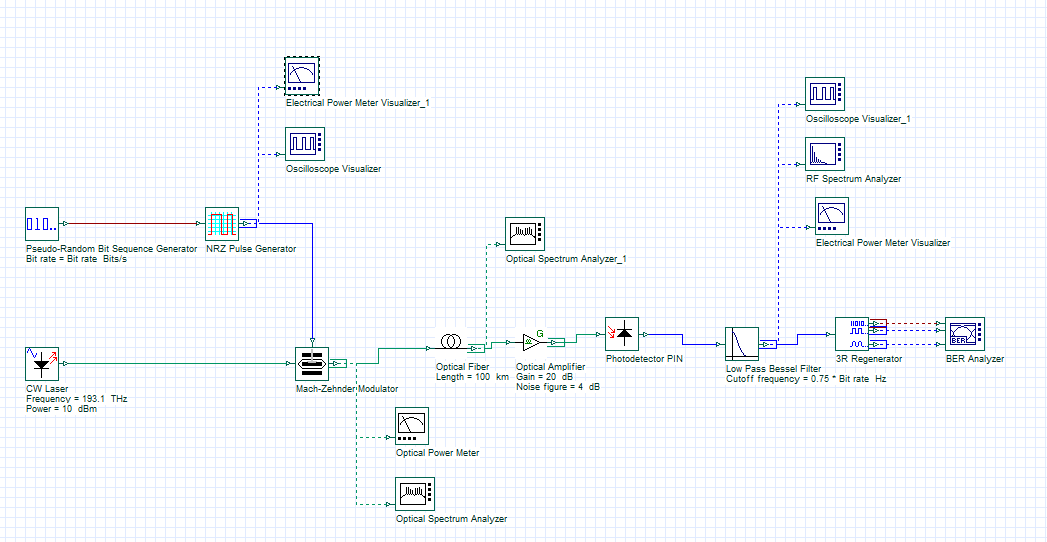 Electrical Power Meter Visualizer_1
Oscilloscope Visualizer
Oscilloscope Visualizer_1
RF Spectrum Analyzer
Electrical Power Meter Visualizer
010..
Pseudo-Random Bit Sequence Generator
Bit rate = Bit rate Bits/s
NRZ Pulse Generator
Optical Spectrum Analyzer_1
CW Laser
Frequency = 193.1 THz
Power = 10 dBm
Mach-Zehnder Modulator
Optical Fiber
Length = 100 km
G
Optical Amplifier
Gain = 20 dB
Noise figure = 4 dB
Photodetector PIN
Low Pass Bessel Filter
Cutoff frequency = 0.75 * Bit rate Hz
3R Regenerator
BER
BER Analyzer
Optical Power Meter
Optical Spectrum Analyzer